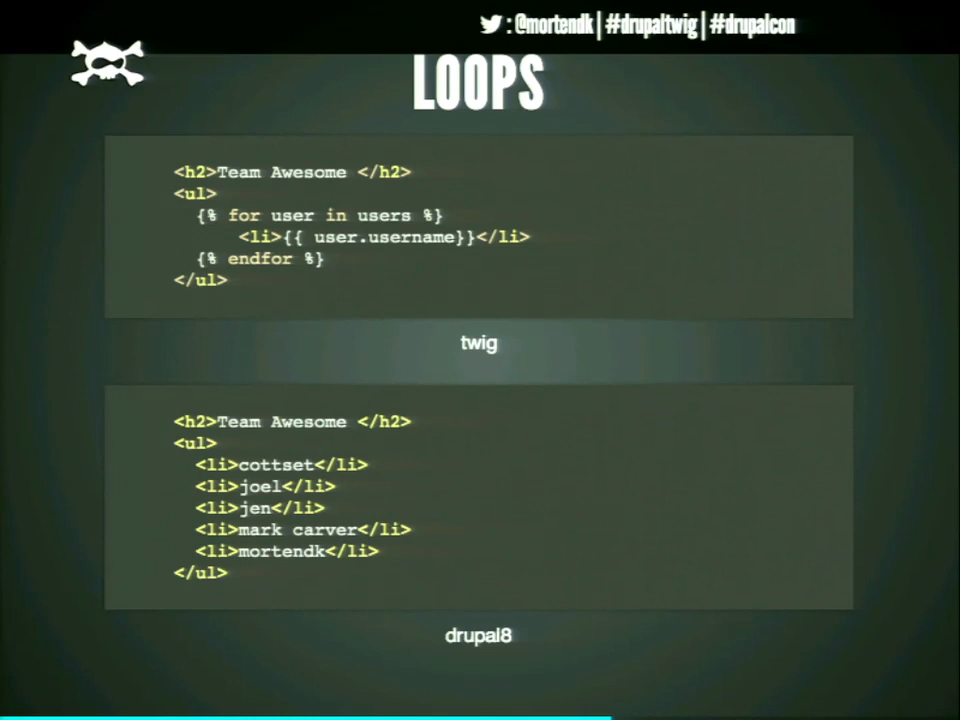 : @mortendk | #drupaltwig | #drupalcon
LOOPS
<h2>Team Awesome </h2>
<ul>
{% for user in users %}
<li>{{ user.username}}</li>
{% endfor %}
</ul>
twig
<h2>Team Awesome </h2>
<ul>
<li>cottset</li>
<li>joel</li>
<li>jen</li>
<li>mark carver</li>
<li>mortendk</li>
</ul>
drupal8